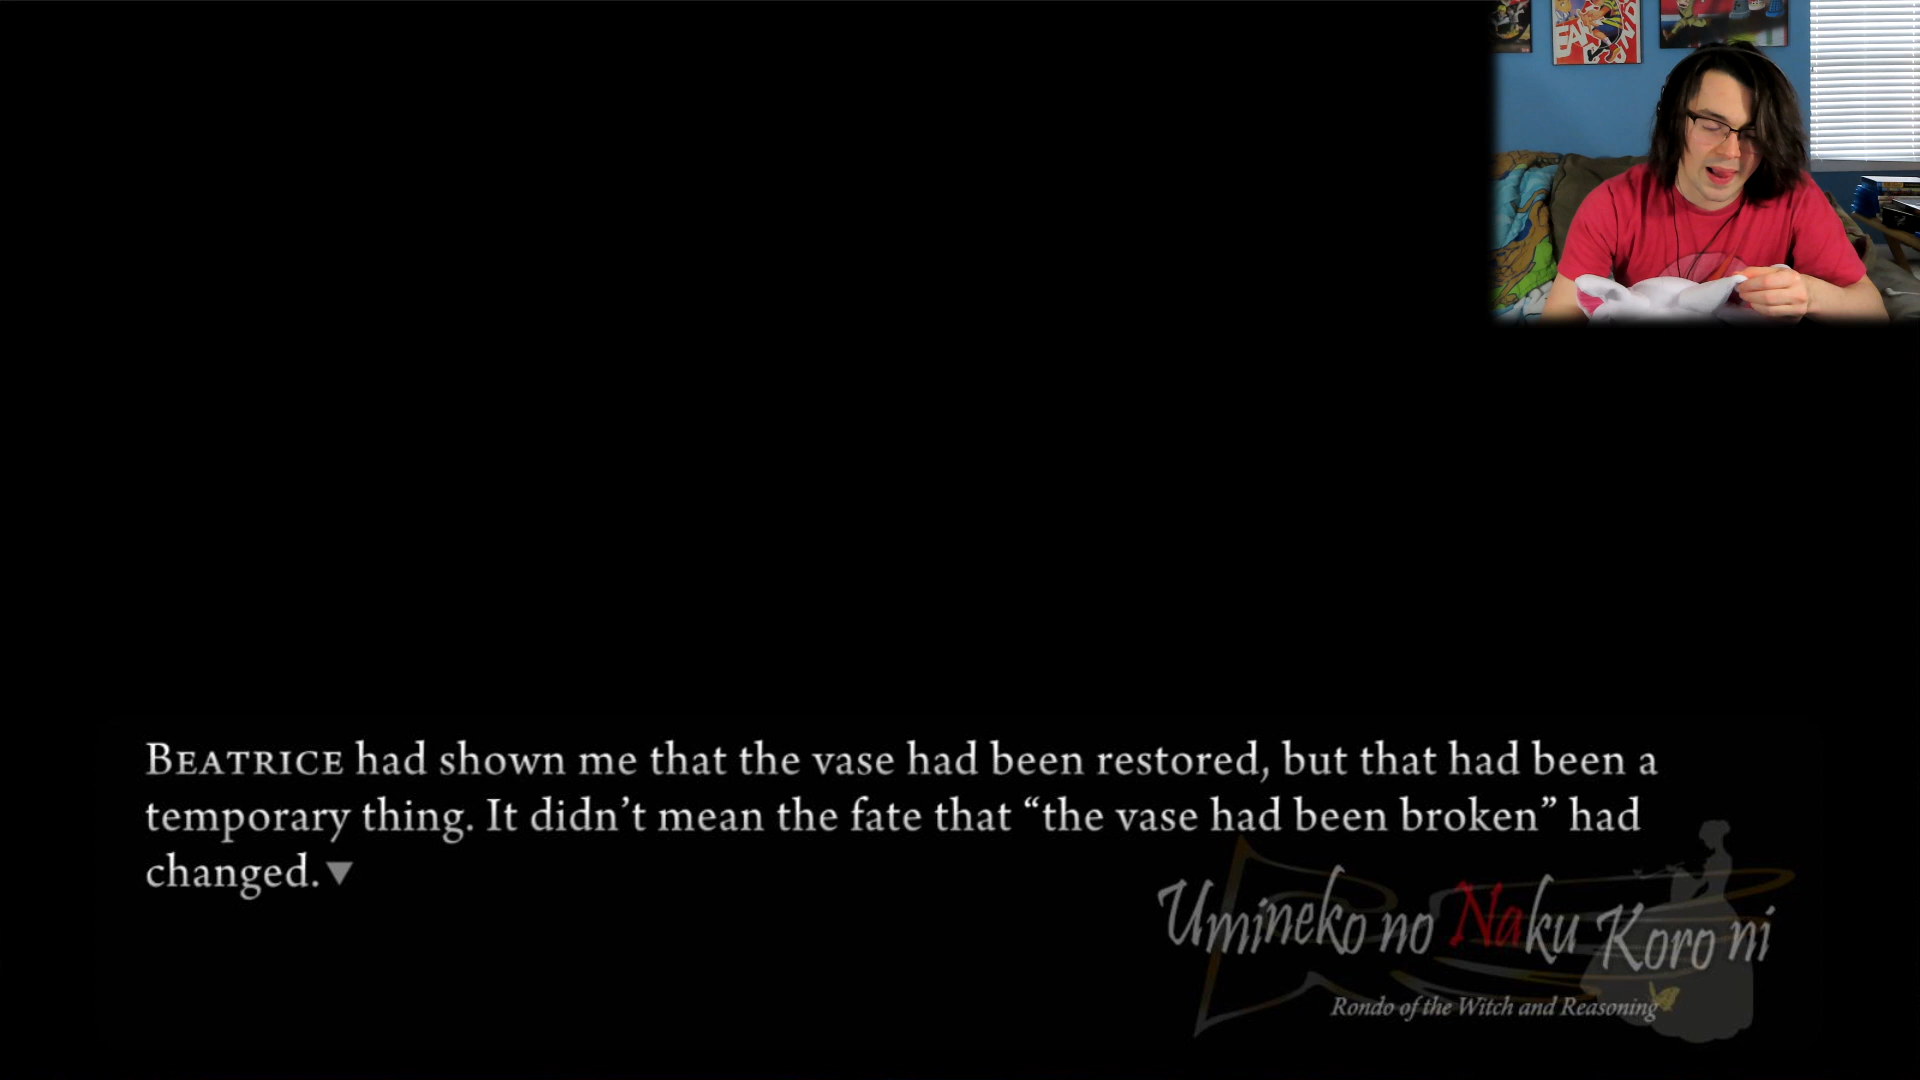 EA
BEATRICE had shown me that the vase had been restored, but that had been a
temporary thing. It didn’t mean the fate that “the vase had been broken” had
changed.
Umineko no Naku Koro ni
Rondo of the Witch and Reasoning